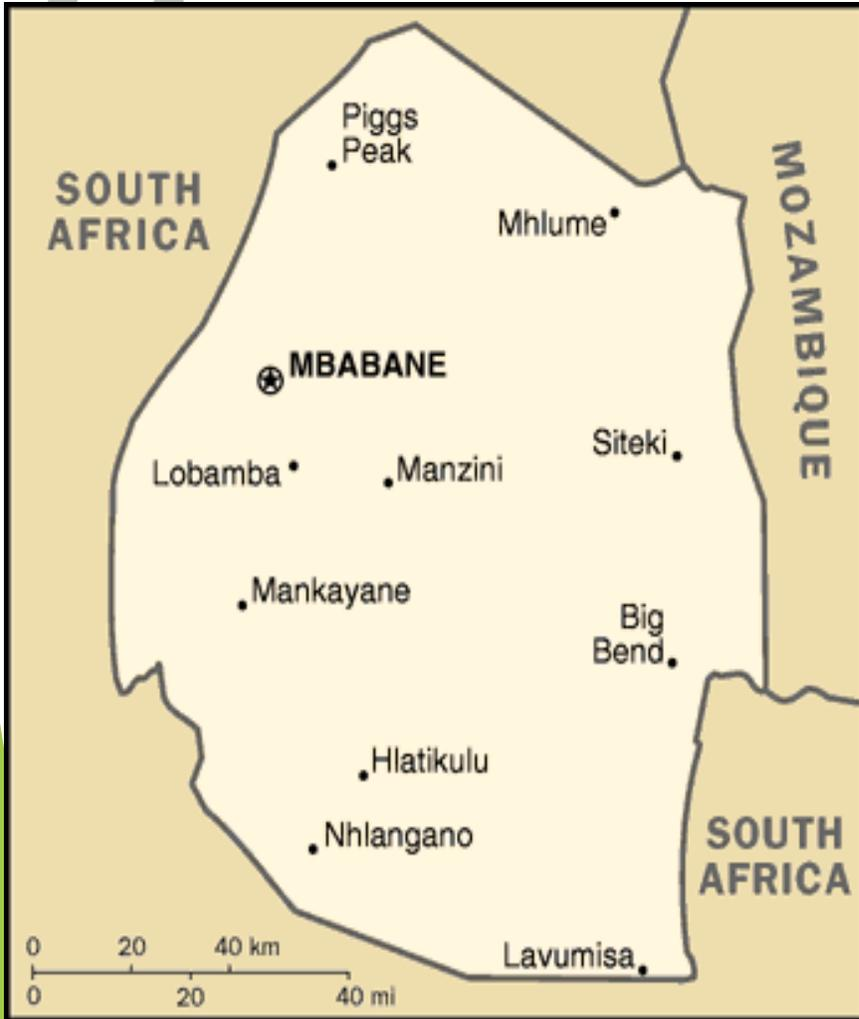 Piggs
Peak
SOUTH
AFRICA
MOZAMBIQUE
Mhlume
MBABANE
Siteki
Lobamba
Manzini
Mankayane
Big
Bend
Hlatikulu
Nhlangano
SOUTH
AFRICA
Lavumisa
0 20 40 km
0 20 40 mi